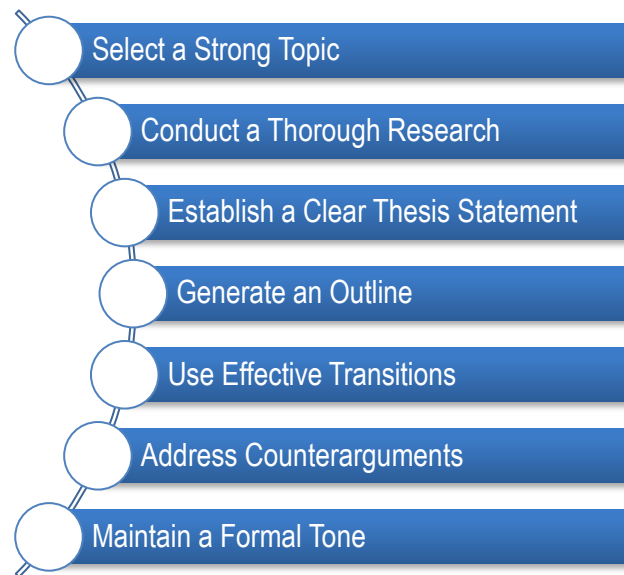 Select a Strong Topic
Conduct a Thorough Research
Establish a Clear Thesis Statement
Generate an Outline
Use Effective Transitions
Address Counterarguments
Maintain a Formal Tone